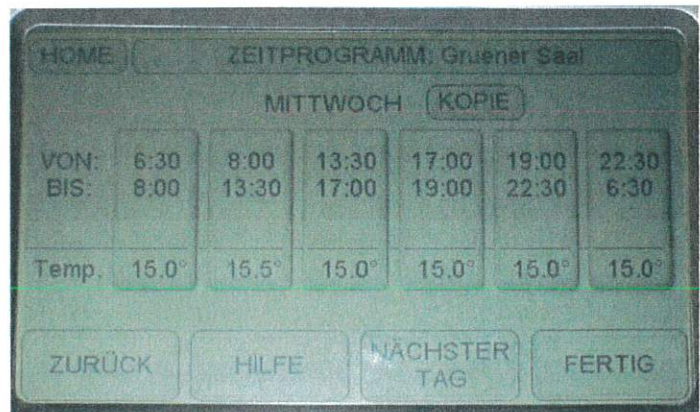 HOME ZEITPROGRAMM: Gruener Saal
MITTWOCH KOPIE
VON: 6:30 8:00 13:30 17:00 19:00 22:30
BIS: 8:00 13:30 17:00 19:00 22:30 6:30
Temp. 15.0° 15.5° 15.0° 15.0° 15.0° 15.0°
ZURÜCK HILFE NÄCHSTER TAG FERTIG